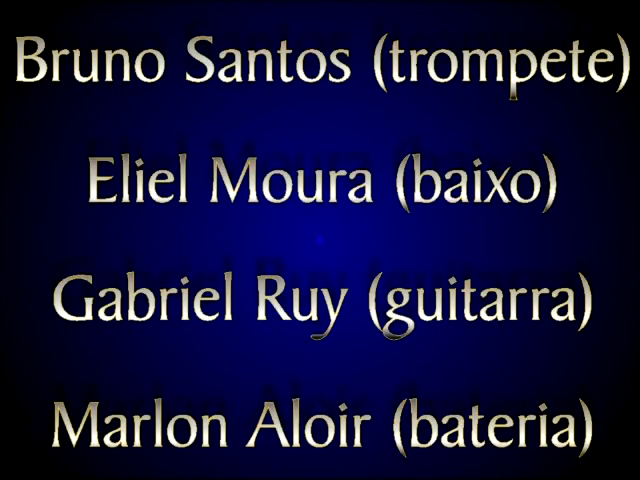 Bruno Santos (trompete)
Eliel Moura (baixo)
Gabriel Ruy (guitarra)
Marlon Aloir (bateria)